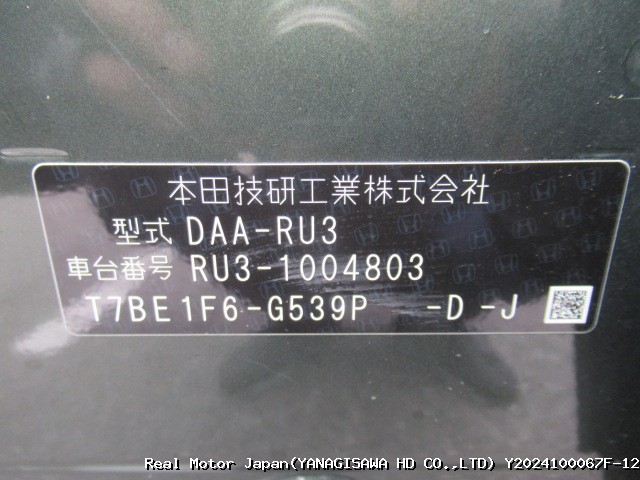 本田技研工業株式会社
型式 DAA-RU3
車台番号 RU3-1004803
T7BE1F6-G539P -D-J
Real Motor Japan(YANAGISAWA HD CO.,LTD) Y2024100067F-12